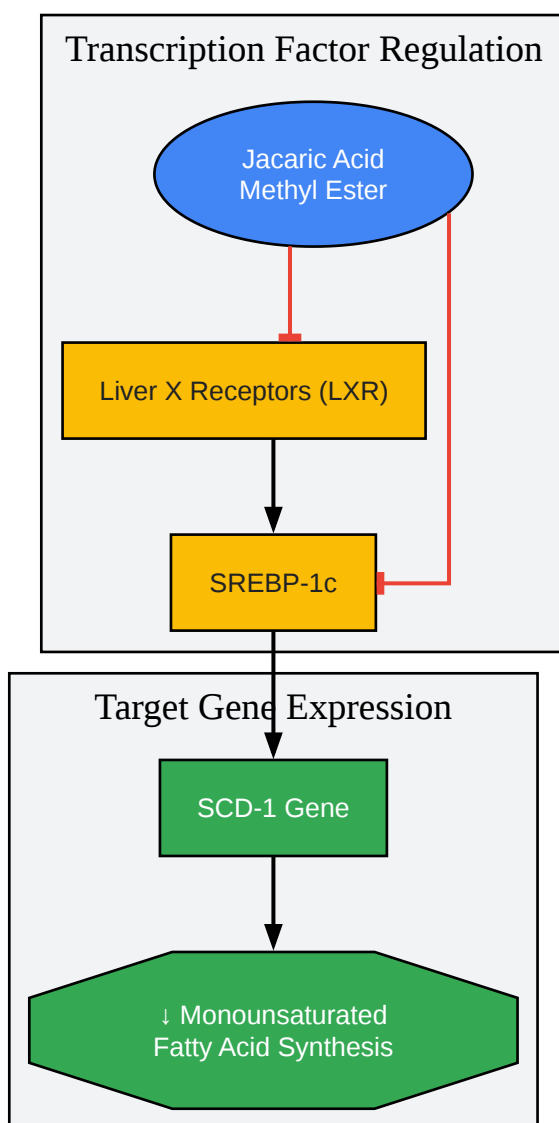 Transcription Factor Regulation
Jacaric Acid
Methyl Ester
Liver X Receptors (LXR)
SREBP-1c
Target Gene Expression
SCD-1 Gene
↓ Monounsaturated
Fatty Acid Synthesis